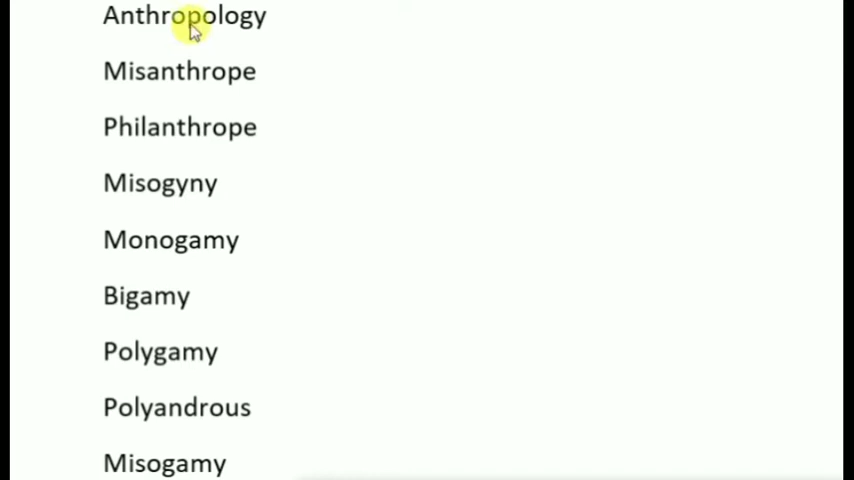 Anthropology
Misanthrope
Philanthrope
Misogyny
Monogamy
Bigamy
Polygamy
Polyandrous
Misogamy